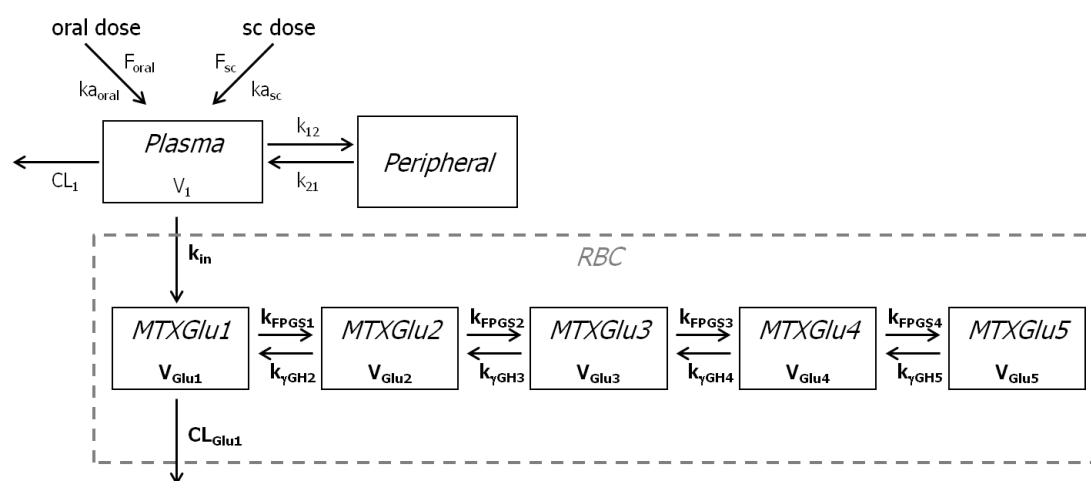 oral dose
sc dose
F_oral
F_sc
ka_oral
ka_sc
Plasma
V_1
k_12
k_21
Peripheral
CL_1
k_in
RBC
MTXGlu1
V_Glu1
k_FPGS1
k_γGH2
MTXGlu2
V_Glu2
k_FPGS2
k_γGH3
MTXGlu3
V_Glu3
k_FPGS3
k_γGH4
MTXGlu4
V_Glu4
k_FPGS4
k_γGH5
MTXGlu5
V_Glu5
CL_Glu1